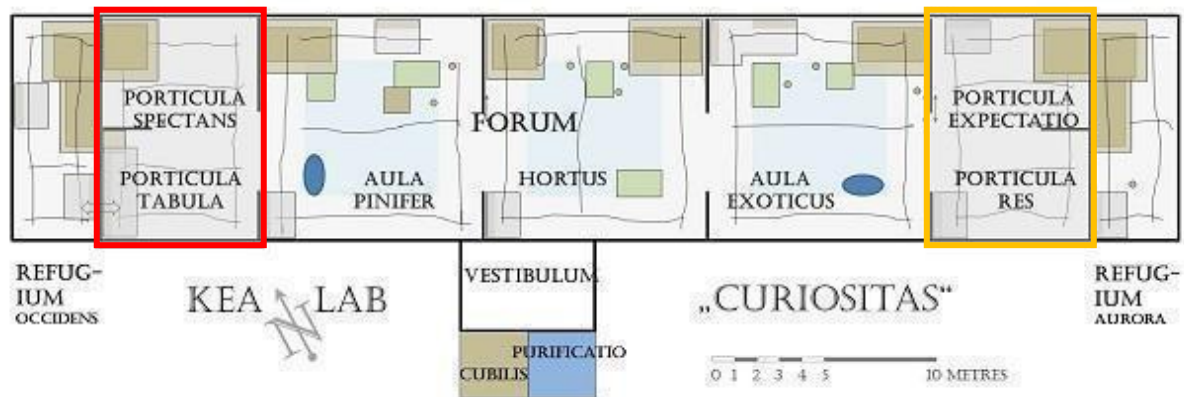 PORTICULA
SPECTANS
PORTICULA
TABULA
FORUM
AULA
PINIFER
HORTUS
AULA
EXOTICUS
PORTICULA
EXPECTATIO
PORTICULA
RES
REFUG-
IUM
OCCIDENS
KEA N LAB
VESTIBULUM
CUBILIS
PURIFICATIO
„CURIOSITAS“
0 1 2 3 4 5 10 METRES
REFUG-
IUM
AURORA